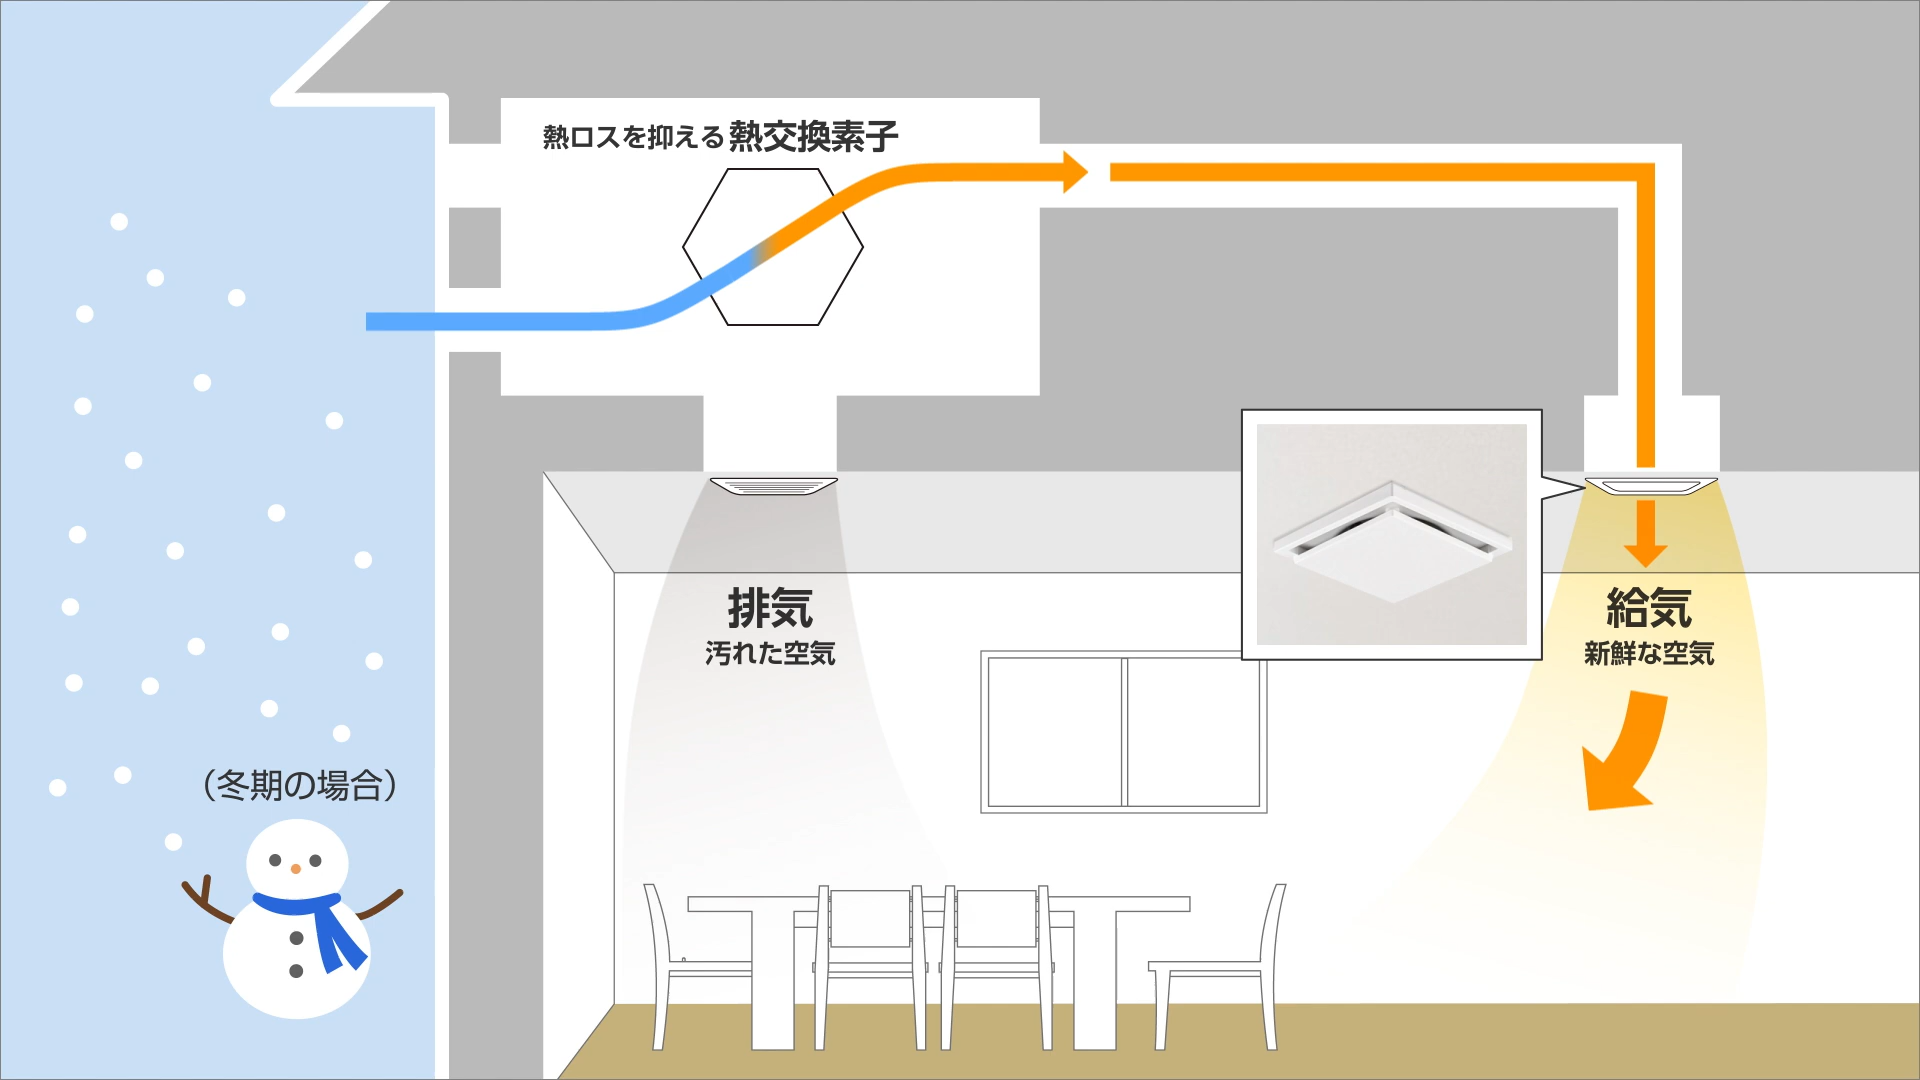 熱ロスを抑える熱交換素子
排気
汚れた空気
給気
新鮮な空気
（冬期の場合）